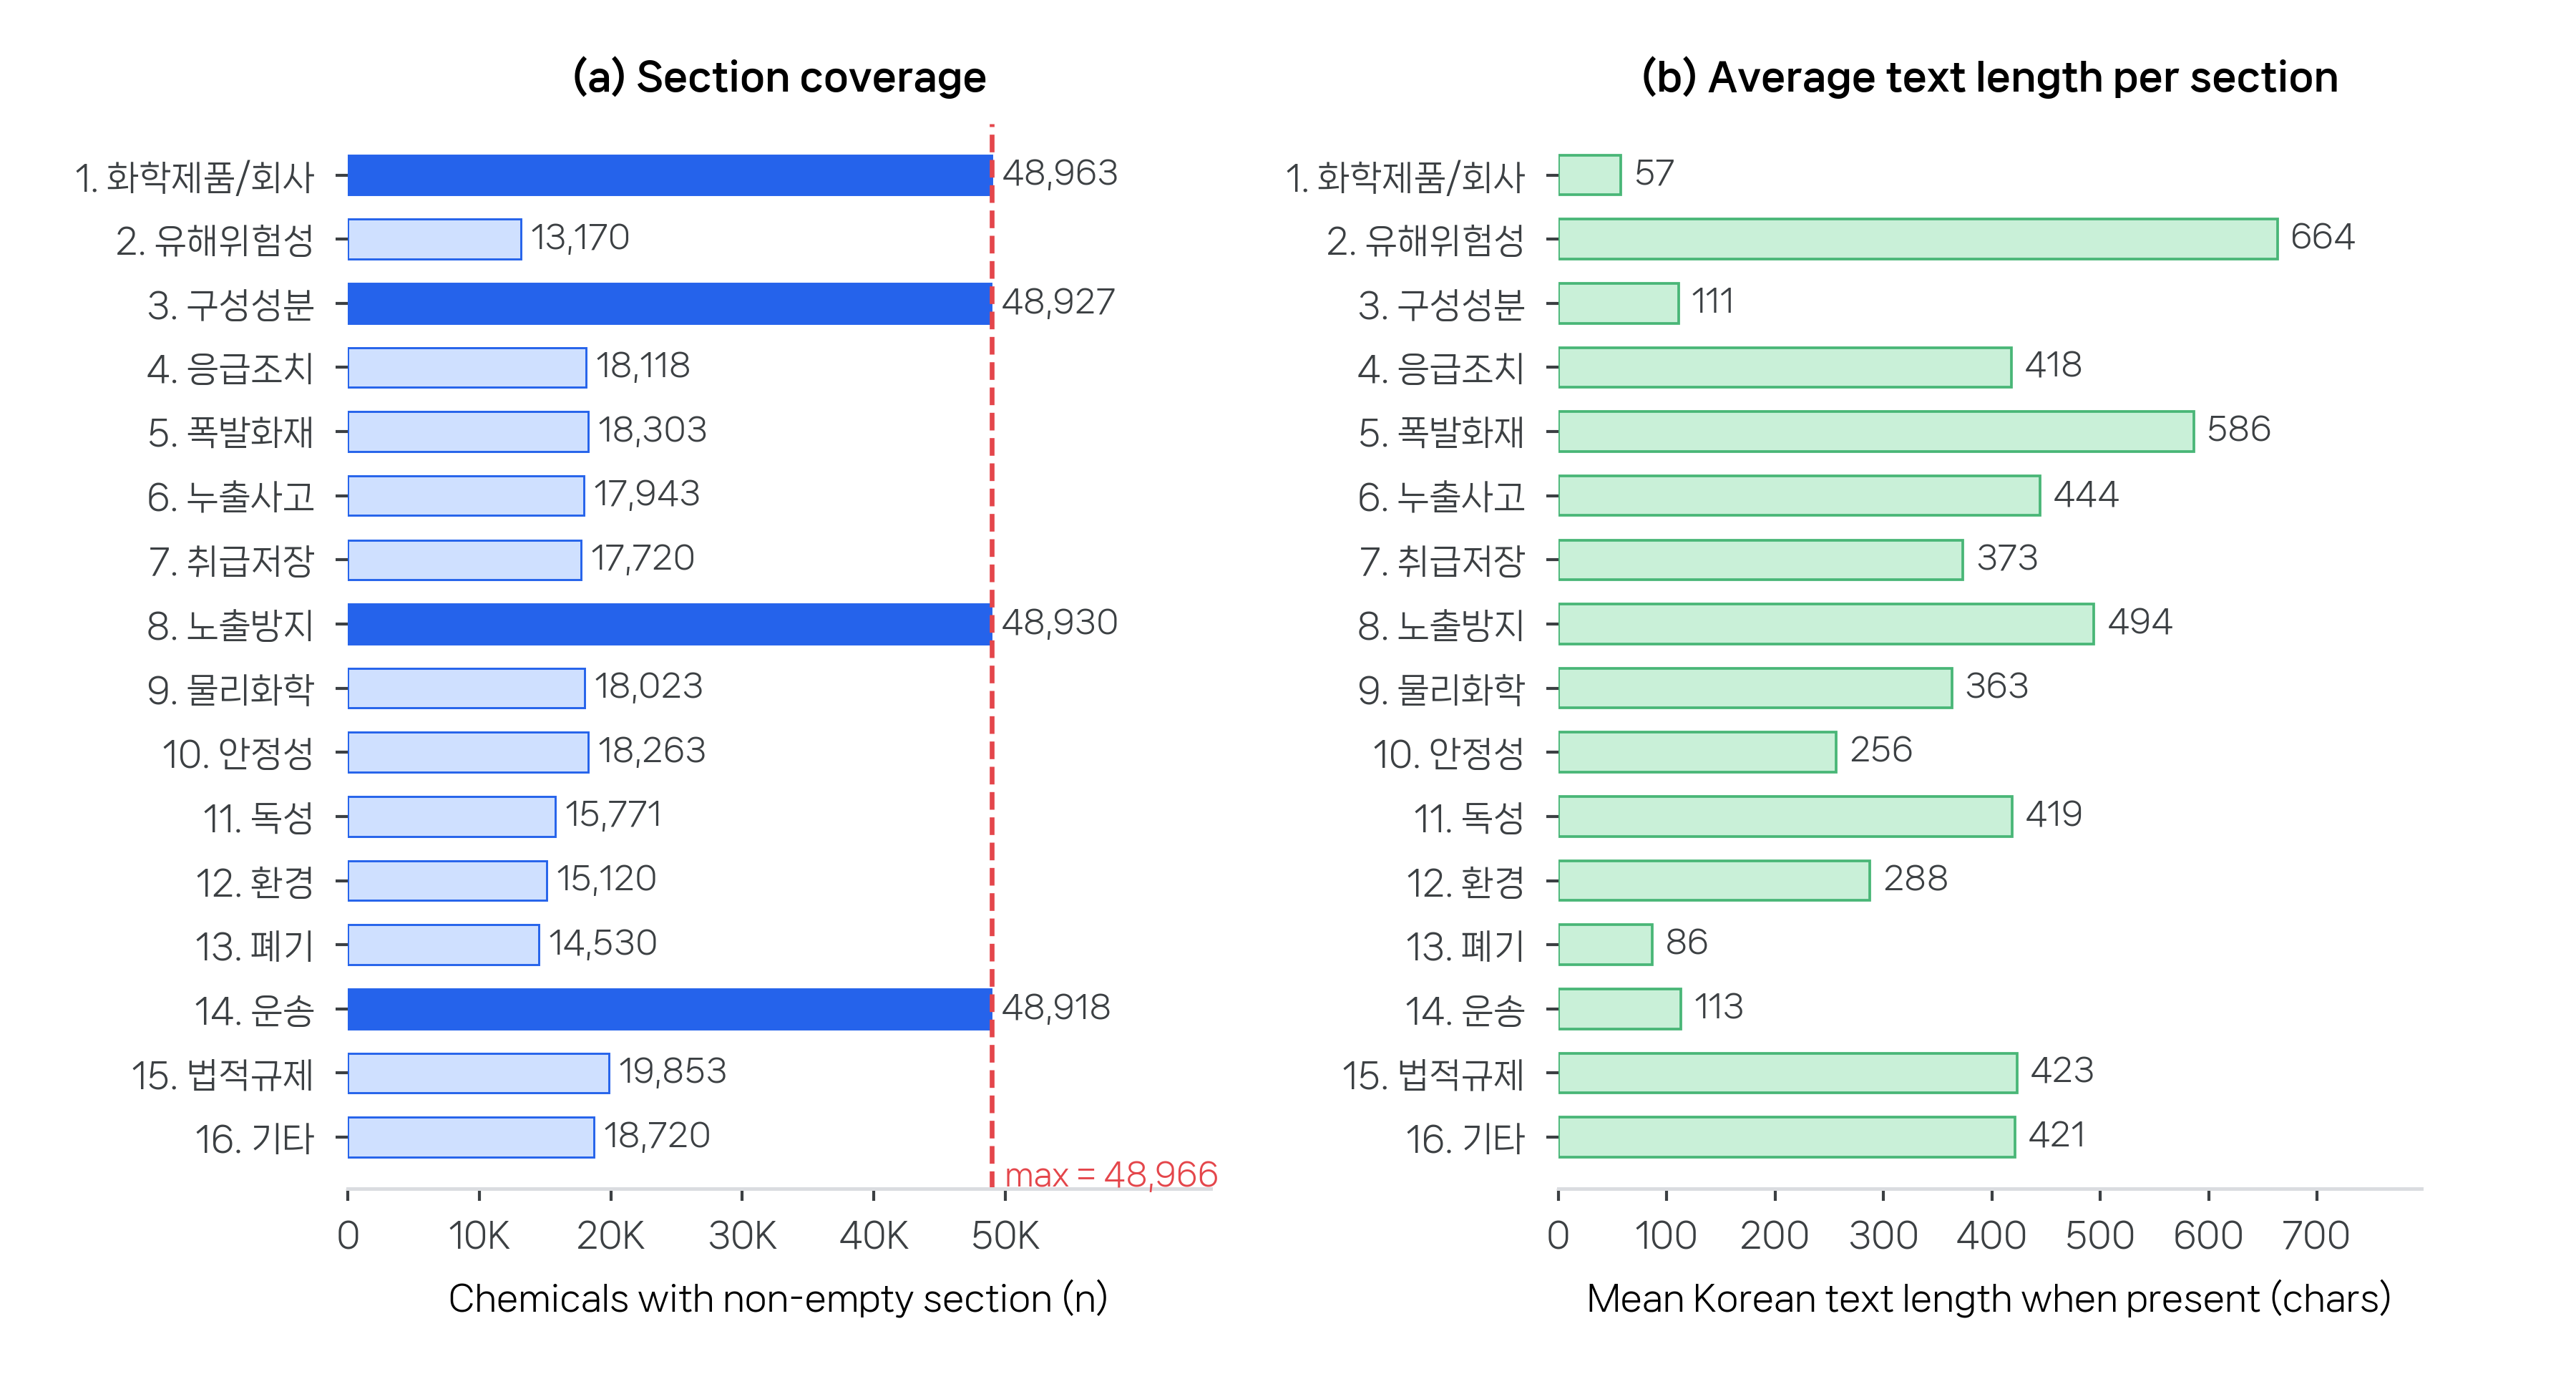 (a) Section coverage
1. 화학제품/회사 48,963
2. 유해위험성 13,170
3. 구성성분 48,927
4. 응급조치 18,118
5. 폭발화재 18,303
6. 누출사고 17,943
7. 취급저장 17,720
8. 노출방지 48,930
9. 물리화학 18,023
10. 안정성 18,263
11. 독성 15,771
12. 환경 15,120
13. 폐기 14,530
14. 운송 48,918
15. 법적규제 19,853
16. 기타 18,720
max = 48,966
0 10K 20K 30K 40K 50K
Chemicals with non-empty section (n)
(b) Average text length per section
1. 화학제품/회사 57
2. 유해위험성 664
3. 구성성분 111
4. 응급조치 418
5. 폭발화재 586
6. 누출사고 444
7. 취급저장 373
8. 노출방지 494
9. 물리화학 363
10. 안정성 256
11. 독성 419
12. 환경 288
13. 폐기 86
14. 운송 113
15. 법적규제 423
16. 기타 421
0 100 200 300 400 500 600 700
Mean Korean text length when present (chars)